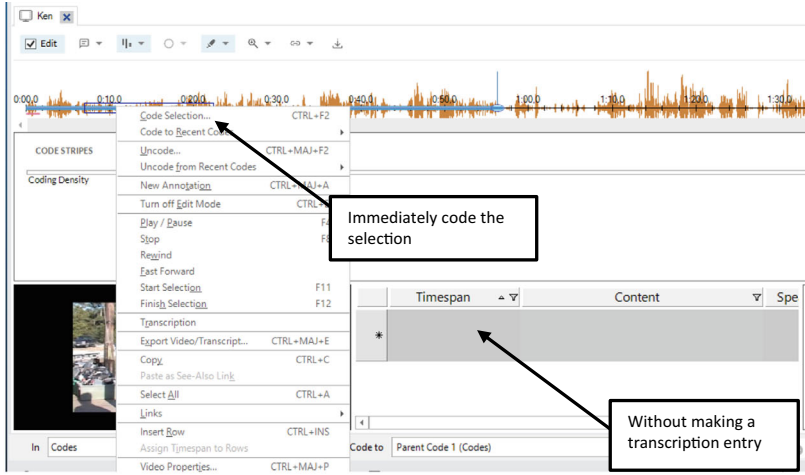 Ken
Edit
0:00,0 0:10,0 0:20,0 0:30,0 0:40,0 0:50,0 1:00,0 1:10,0 1:20,0 1:30,0
CODE STRIPES
Coding Density
Code Selection... CTRL+F2
Code to Recent Codes
Uncode... CTRL+MAJ+F2
Uncode from Recent Codes
New Annotation CTRL+MAJ+A
Turn off Edit Mode CTRL+
Play / Pause F4
Stop
Rewind
Fast Forward
Start Selection F11
Finish Selection F12
Transcription
Export Video/Transcript... CTRL+MAJ+E
Copy CTRL+C
Paste as See-Also Link
Select All CTRL+A
Links
Insert Row CTRL+INS
Assign Timespan to Rows
Video Properties... CTRL+MAJ+P
Immediately code the
selection
Timespan Content Spe
Without making a
transcription entry
In Codes
Code to Parent Code 1 (Codes)